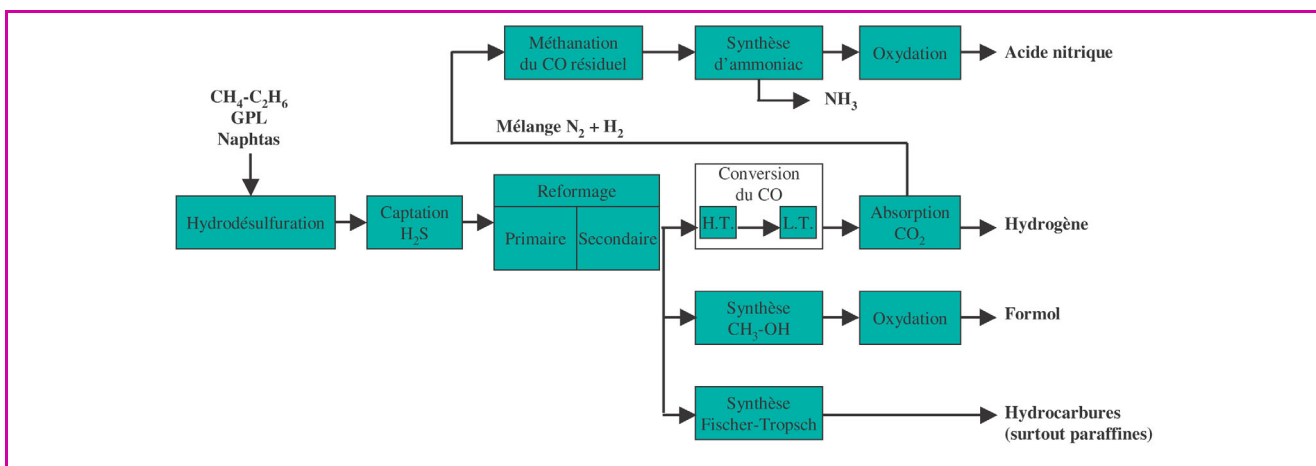 Méthanation
du CO résiduel
Synthèse
d'ammoniac
Oxydation
Acide nitrique
NH₃
CH₄-C₂H₆
GPL
Naphtas
Mélange N₂ + H₂
Hydrodésulfuration
Captation
H₂S
Reformage
Primaire
Secondaire
Conversion
du CO
H.T.
L.T.
Absorption
CO₂
Hydrogène
Synthèse
CH₃-OH
Oxydation
Formol
Synthèse
Fischer-Tropsch
Hydrocarbures
(surtout paraffines)